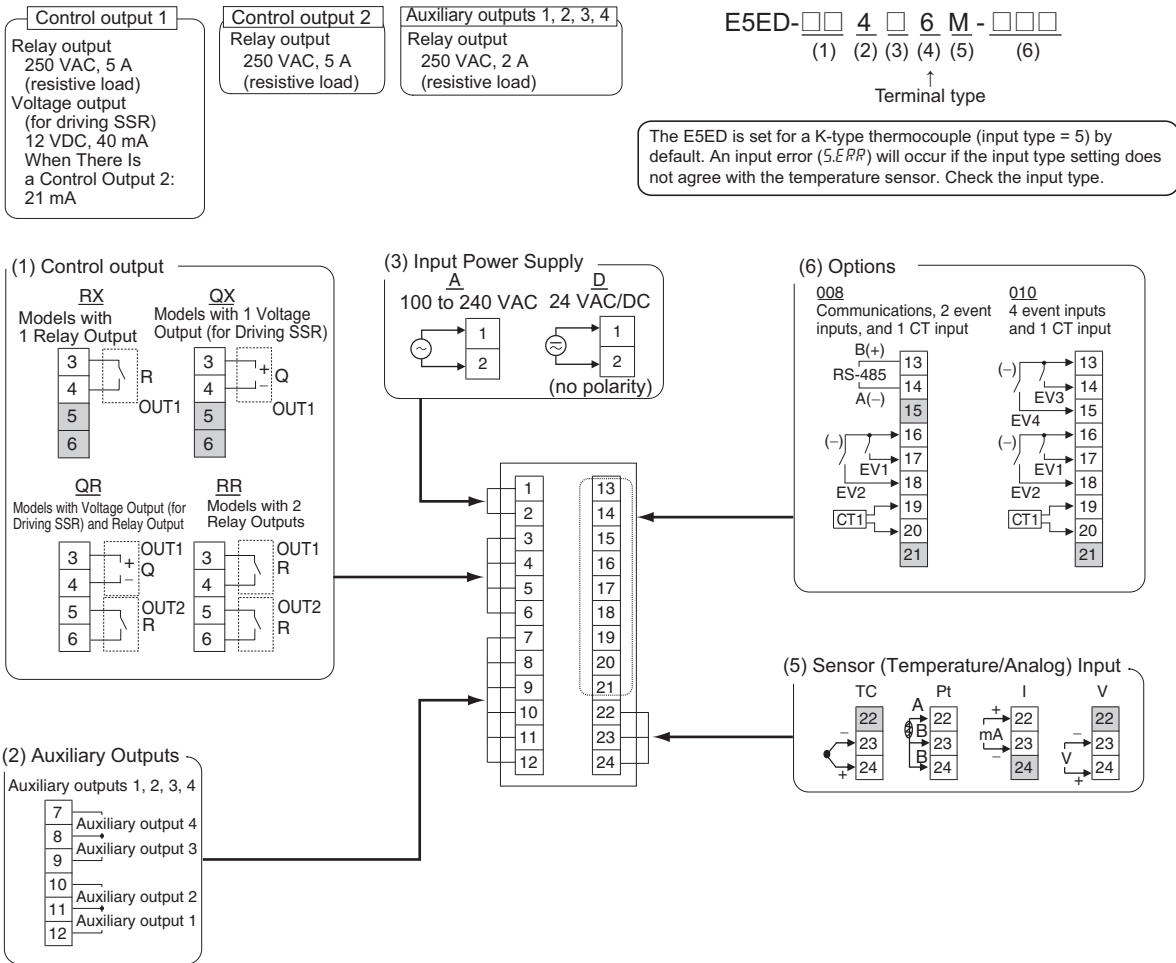 Control output 1
Relay output
250 VAC, 5 A
(resistive load)
Voltage output
(for driving SSR)
12 VDC, 40 mA
When There Is
a Control Output 2:
21 mA
Control output 2
Relay output
250 VAC, 5 A
(resistive load)
Auxiliary outputs 1, 2, 3, 4
Relay output
250 VAC, 2 A
(resistive load)
E5ED-□□ 4 □ 6 M - □□□
(1) (2) (3) (4) (5) (6)
↑
Terminal type
The E5ED is set for a K-type thermocouple (input type = 5) by
default. An input error (S.ERR) will occur if the input type setting does
not agree with the temperature sensor. Check the input type.
(1) Control output
RX
Models with
1 Relay Output
3
4
5
6
R
OUT1
QX
Models with 1 Voltage
Output (for Driving SSR)
3
4
5
6
+
−
Q
OUT1
QR
Models with Voltage Output (for
Driving SSR) and Relay Output
3
4
5
6
OUT1
+
−
Q
OUT2
R
RR
Models with 2
Relay Outputs
3
4
5
6
OUT1
R
OUT2
R
(3) Input Power Supply
A
100 to 240 VAC
1
2
D
24 VAC/DC
1
2
(no polarity)
(6) Options
008
Communications, 2 event
inputs, and 1 CT input
B(+)
RS-485
A(−)
(−)
EV1
EV2
CT1
13
14
15
16
17
18
19
20
21
010
4 event inputs
and 1 CT input
(−)
EV3
EV4
(−)
EV1
EV2
CT1
13
14
15
16
17
18
19
20
21
1
2
3
4
5
6
7
8
9
10
11
12
13
14
15
16
17
18
19
20
21
22
23
24
(2) Auxiliary Outputs
Auxiliary outputs 1, 2, 3, 4
7
8
9
10
11
12
Auxiliary output 4
Auxiliary output 3
Auxiliary output 2
Auxiliary output 1
(5) Sensor (Temperature/Analog) Input
TC
−
+
22
23
24
Pt
A
B
B
22
23
24
I
+
mA
−
22
23
24
V
−
V
+
22
23
24